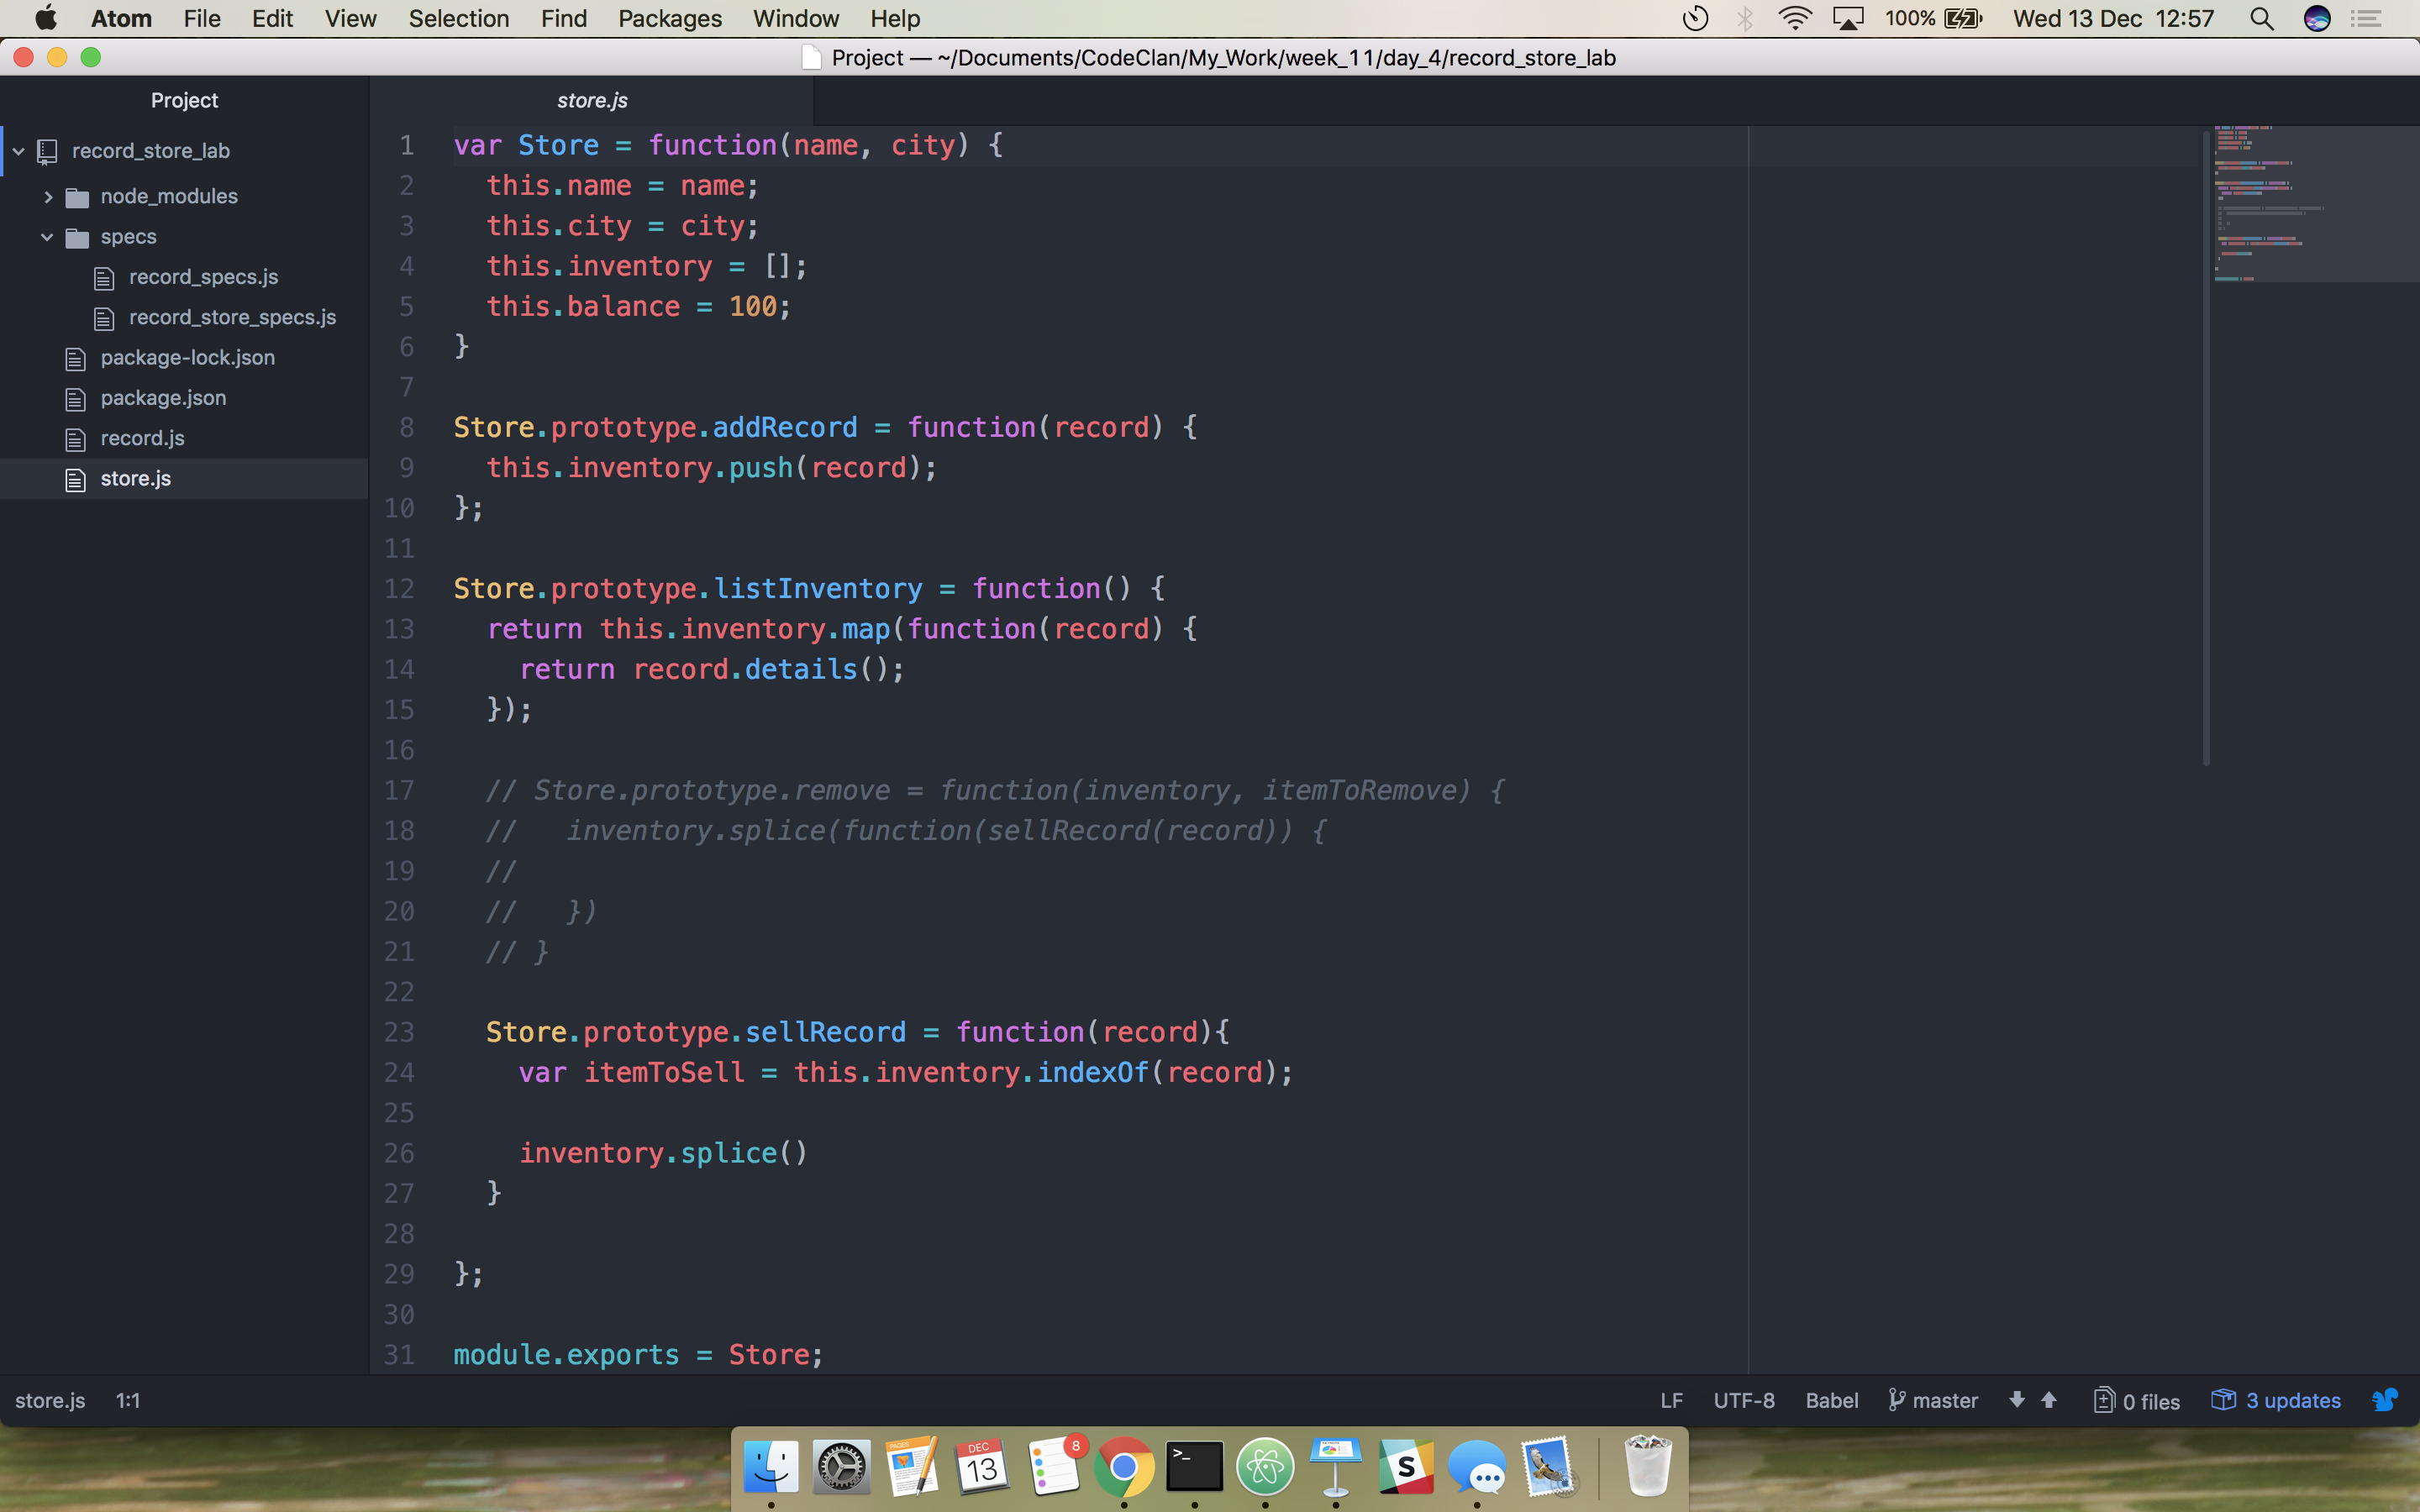 Atom File Edit View Selection Find Packages Window Help 100% Wed 13 Dec 12:57
Project — ~/Documents/CodeClan/My_Work/week_11/day_4/record_store_lab
Project
record_store_lab
node_modules
specs
record_specs.js
record_store_specs.js
package-lock.json
package.json
record.js
store.js
store.js
1 var Store = function(name, city) {
2   this.name = name;
3   this.city = city;
4   this.inventory = [];
5   this.balance = 100;
6 }
7
8 Store.prototype.addRecord = function(record) {
9   this.inventory.push(record);
10 };
11
12 Store.prototype.listInventory = function() {
13   return this.inventory.map(function(record) {
14     return record.details();
15   });
16
17   // Store.prototype.remove = function(inventory, itemToRemove) {
18   //   inventory.splice(function(sellRecord(record)) {
19   //
20   //   })
21   // }
22
23   Store.prototype.sellRecord = function(record){
24     var itemToSell = this.inventory.indexOf(record);
25
26     inventory.splice()
27   }
28
29 };
30
31 module.exports = Store;
store.js 1:1 LF UTF-8 Babel master 0 files 3 updates
PAGES
DEC
13
8
>_
S